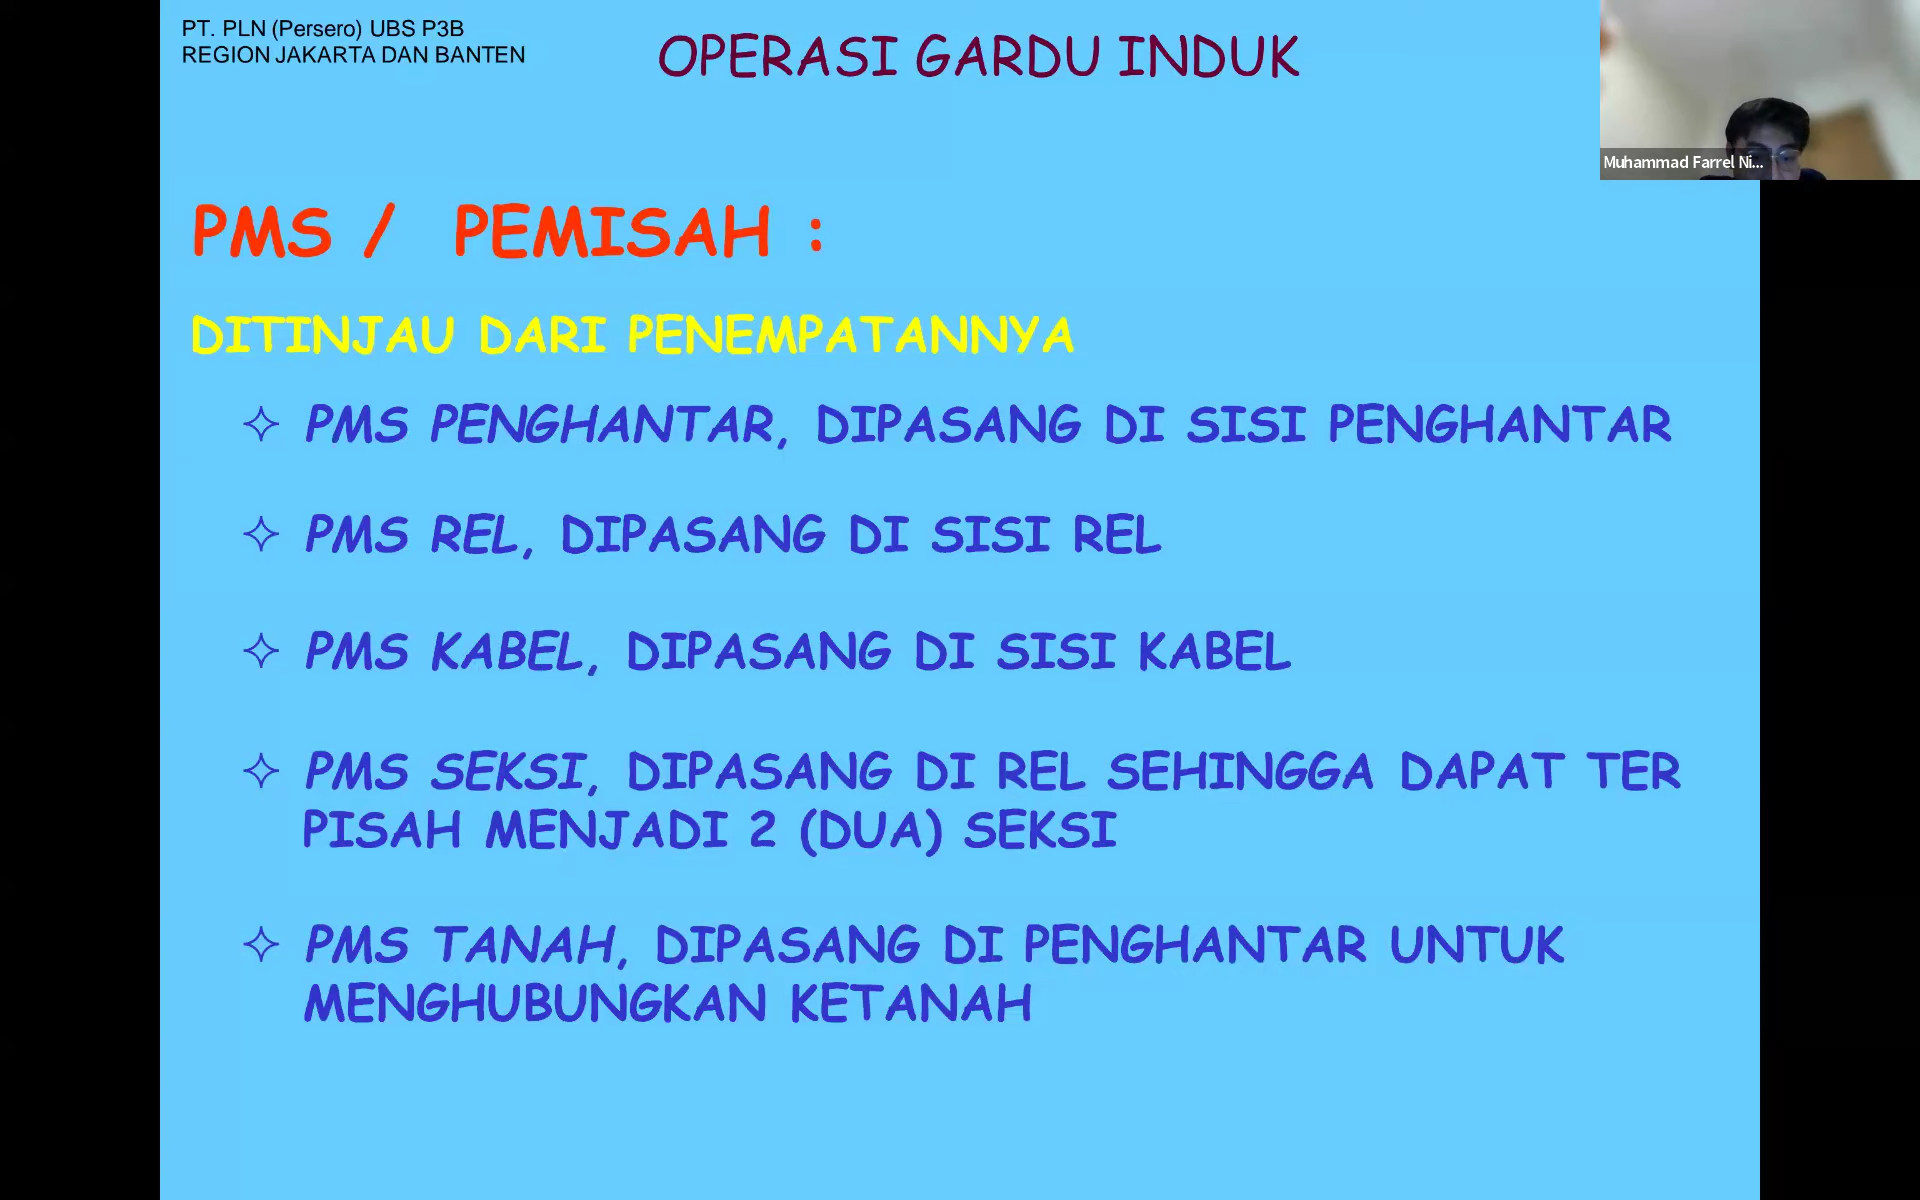 PT. PLN (Persero) UBS P3B
REGION JAKARTA DAN BANTEN
OPERASI GARDU INDUK
Muhammad Farrel Ni...
PMS / PEMISAH :
DITINJAU DARI PENEMPATANNYA
✧ PMS PENGHANTAR, DIPASANG DI SISI PENGHANTAR
✧ PMS REL, DIPASANG DI SISI REL
✧ PMS KABEL, DIPASANG DI SISI KABEL
✧ PMS SEKSI, DIPASANG DI REL SEHINGGA DAPAT TER
PISAH MENJADI 2 (DUA) SEKSI
✧ PMS TANAH, DIPASANG DI PENGHANTAR UNTUK
MENGHUBUNGKAN KETANAH